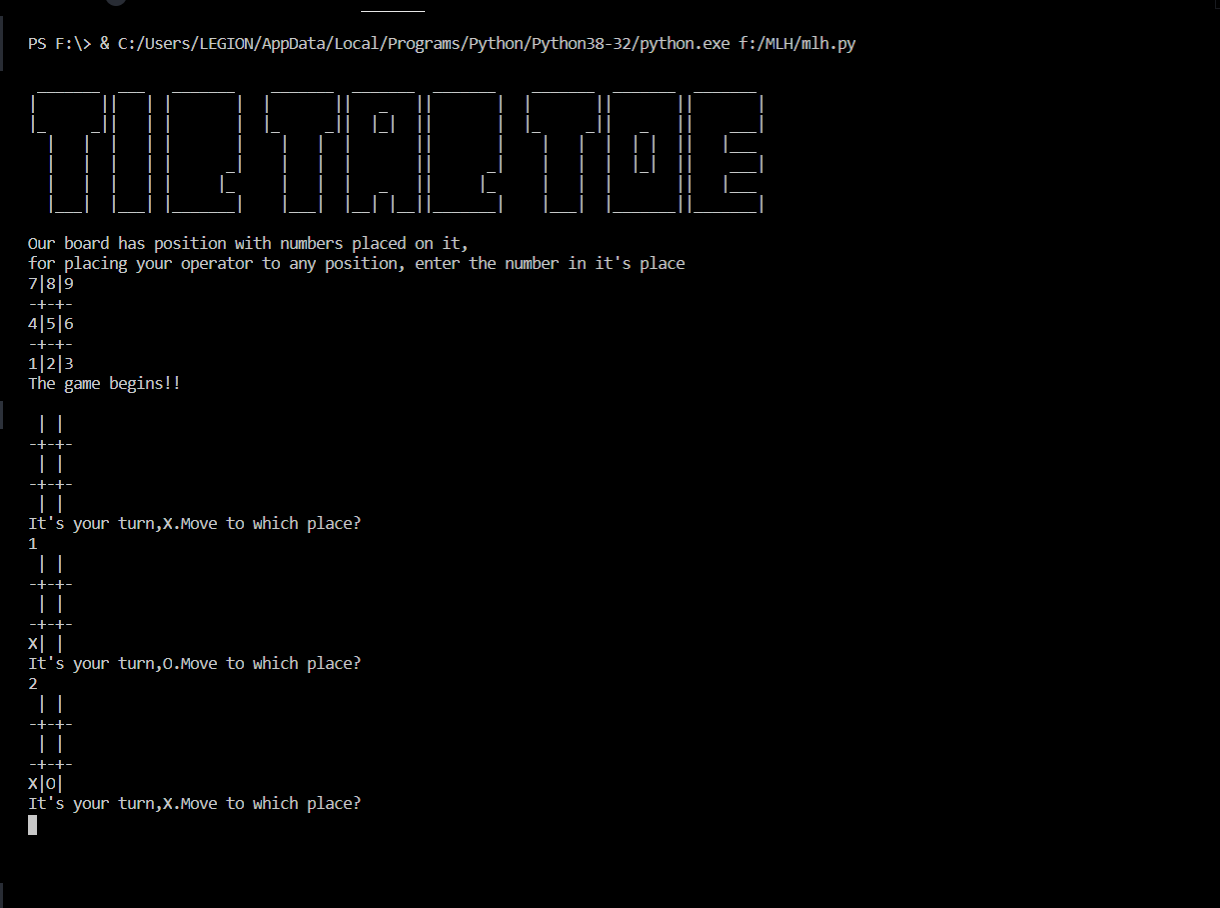 PS F:\> & C:/Users/LEGION/AppData/Local/Programs/Python/Python38-32/python.exe f:/MLH/mlh.py
TIC TAC TOE
Our board has position with numbers placed on it,
for placing your operator to any position, enter the number in it's place
7|8|9
-+-+-
4|5|6
-+-+-
1|2|3
The game begins!!
 | |
-+-+-
 | |
-+-+-
 | |
It's your turn,X.Move to which place?
1
 | |
-+-+-
 | |
-+-+-
X| |
It's your turn,O.Move to which place?
2
 | |
-+-+-
 | |
-+-+-
X|O|
It's your turn,X.Move to which place?